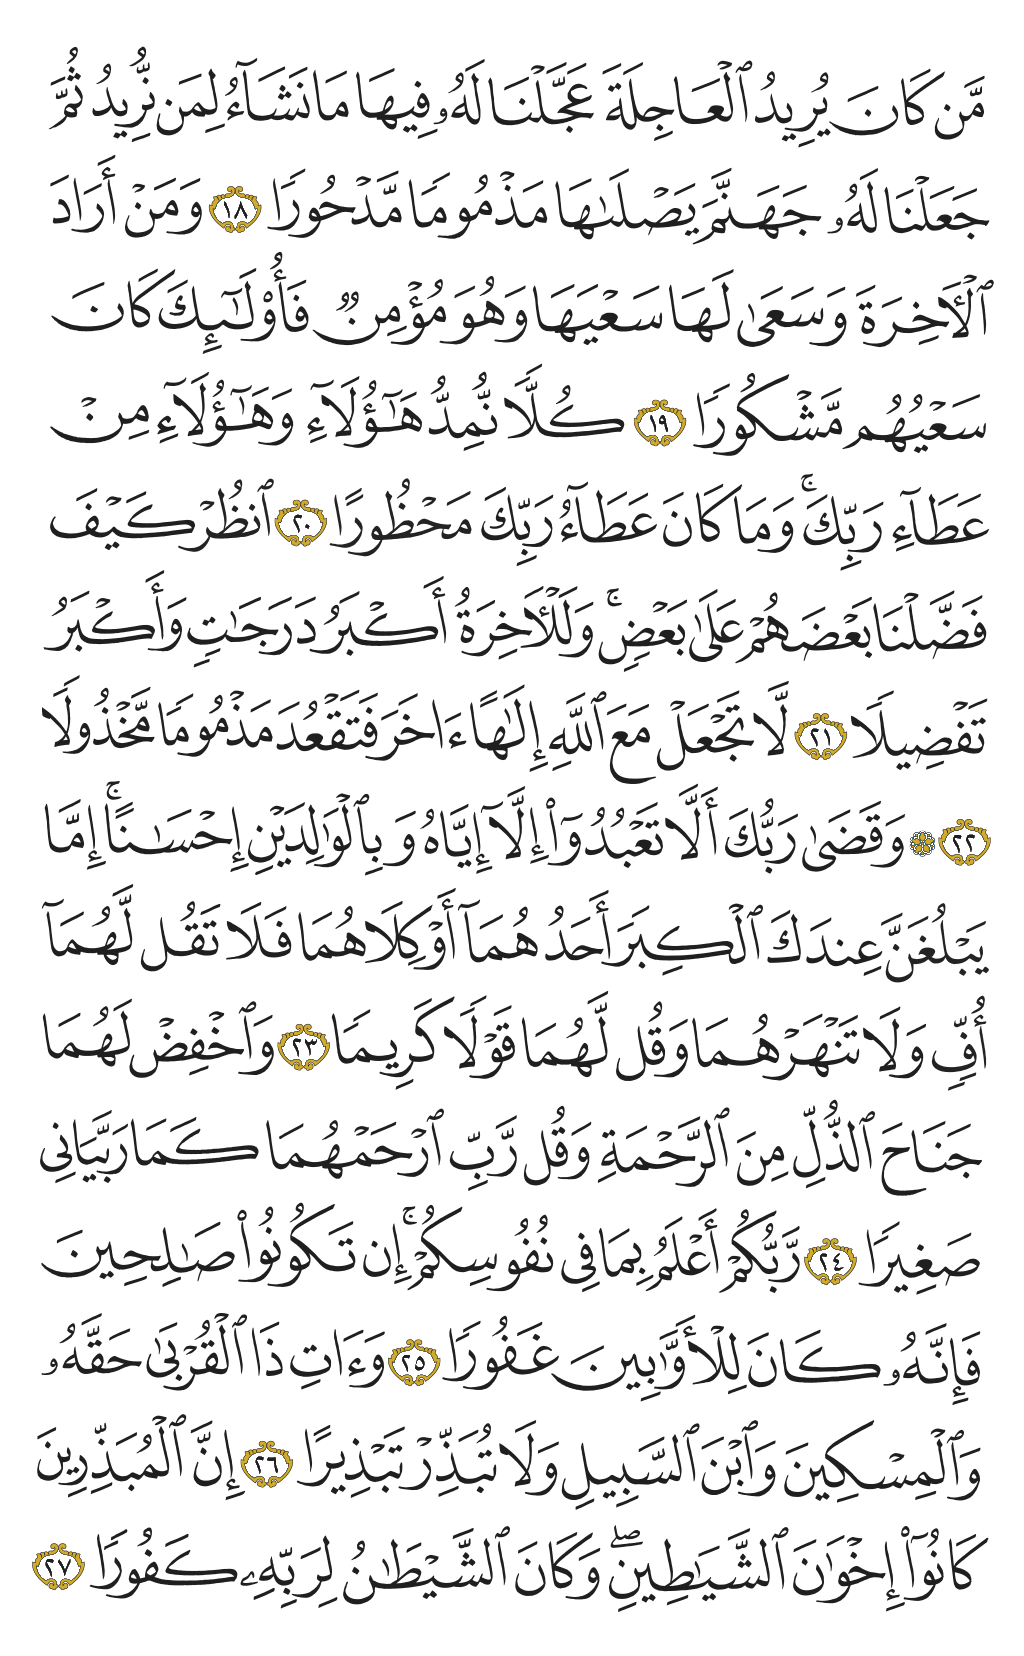 مَّن كَانَ يُرِيدُ ٱلْعَاجِلَةَ عَجَّلْنَا لَهُۥ فِيهَا مَا نَشَآءُ لِمَن نُّرِيدُ ثُمَّ
جَعَلْنَا لَهُۥ جَهَنَّمَ يَصْلَىٰهَا مَذْمُومًا مَّدْحُورًا ١٨ وَمَنْ أَرَادَ
ٱلْأَخِرَةَ وَسَعَىٰ لَهَا سَعْيَهَا وَهُوَ مُؤْمِنٌ فَأُو۟لَـٰٓئِكَ كَانَ
سَعْيُهُم مَّشْكُورًا ١٩ كُلًّا نُّمِدُّ هَـٰٓؤُلَآءِ وَهَـٰٓؤُلَآءِ مِنْ
عَطَآءِ رَبِّكَ ۚ وَمَا كَانَ عَطَآءُ رَبِّكَ مَحْظُورًا ٢٠ ٱنظُرْ كَيْفَ
فَضَّلْنَا بَعْضَهُمْ عَلَىٰ بَعْضٍ ۚ وَلَلْأَخِرَةُ أَكْبَرُ دَرَجَـٰتٍ وَأَكْبَرُ
تَفْضِيلًا ٢١ لَّا تَجْعَلْ مَعَ ٱللَّهِ إِلَـٰهًا ءَاخَرَ فَتَقْعُدَ مَذْمُومًا مَّخْذُولًا
٢٢ ۞ وَقَضَىٰ رَبُّكَ أَلَّا تَعْبُدُوٓا۟ إِلَّآ إِيَّاهُ وَبِٱلْوَٰلِدَيْنِ إِحْسَـٰنًا ۚ إِمَّا
يَبْلُغَنَّ عِندَكَ ٱلْكِبَرَ أَحَدُهُمَآ أَوْ كِلَاهُمَا فَلَا تَقُل لَّهُمَآ
أُفٍّ وَلَا تَنْهَرْهُمَا وَقُل لَّهُمَا قَوْلًا كَرِيمًا ٢٣ وَٱخْفِضْ لَهُمَا
جَنَاحَ ٱلذُّلِّ مِنَ ٱلرَّحْمَةِ وَقُل رَّبِّ ٱرْحَمْهُمَا كَمَا رَبَّيَانِى
صَغِيرًا ٢٤ رَّبُّكُمْ أَعْلَمُ بِمَا فِى نُفُوسِكُمْ ۚ إِن تَكُونُوا۟ صَـٰلِحِينَ
فَإِنَّهُۥ كَانَ لِلْأَوَّٰبِينَ غَفُورًا ٢٥ وَءَاتِ ذَا ٱلْقُرْبَىٰ حَقَّهُۥ
وَٱلْمِسْكِينَ وَٱبْنَ ٱلسَّبِيلِ وَلَا تُبَذِّرْ تَبْذِيرًا ٢٦ إِنَّ ٱلْمُبَذِّرِينَ
كَانُوٓا۟ إِخْوَٰنَ ٱلشَّيَـٰطِينِ ۖ وَكَانَ ٱلشَّيْطَـٰنُ لِرَبِّهِۦ كَفُورًا ٢٧